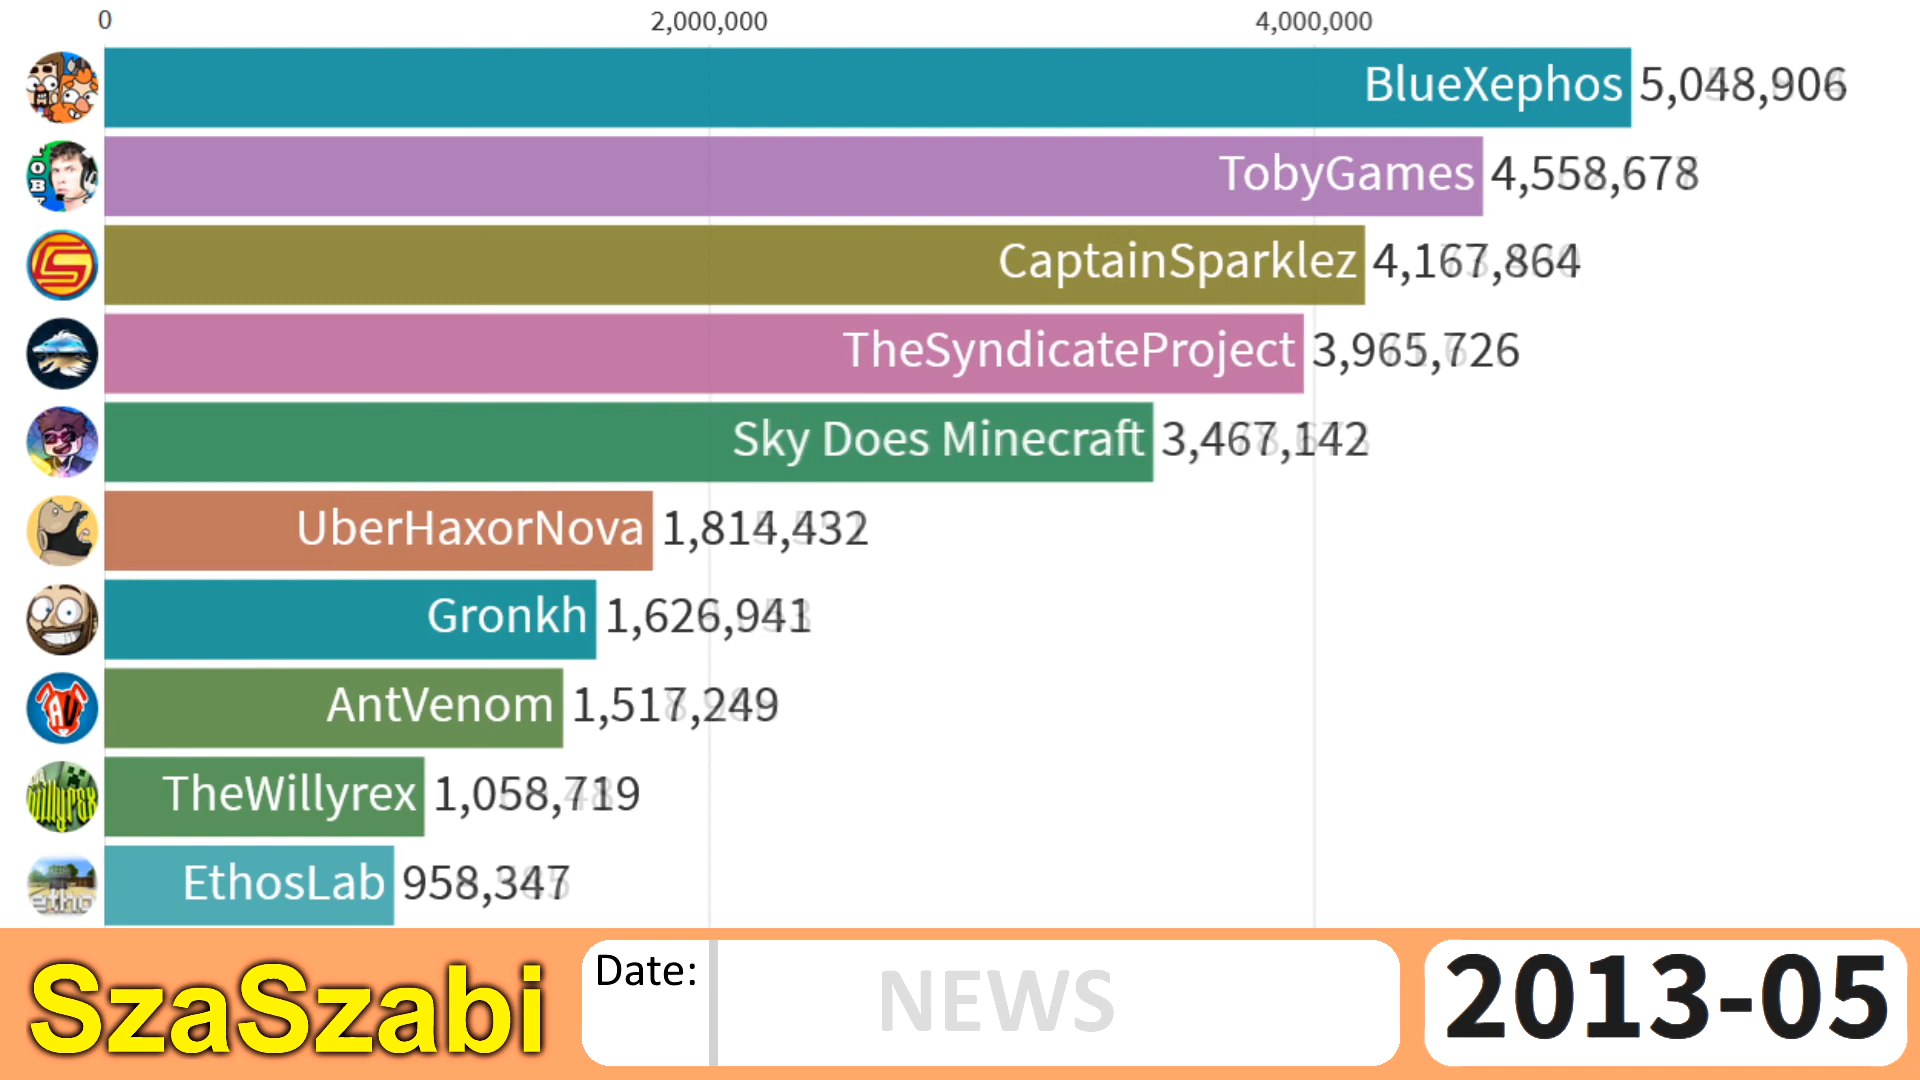 0 2,000,000 4,000,000
BlueXephos 5,048,906
TobyGames 4,558,678
CaptainSparklez 4,167,864
TheSyndicateProject 3,965,726
Sky Does Minecraft 3,467,142
UberHaxorNova 1,814,432
Gronkh 1,626,941
AntVenom 1,517,249
TheWillyrex 1,058,719
EthosLab 958,347
SzaSzabi
Date:
NEWS
2013-05